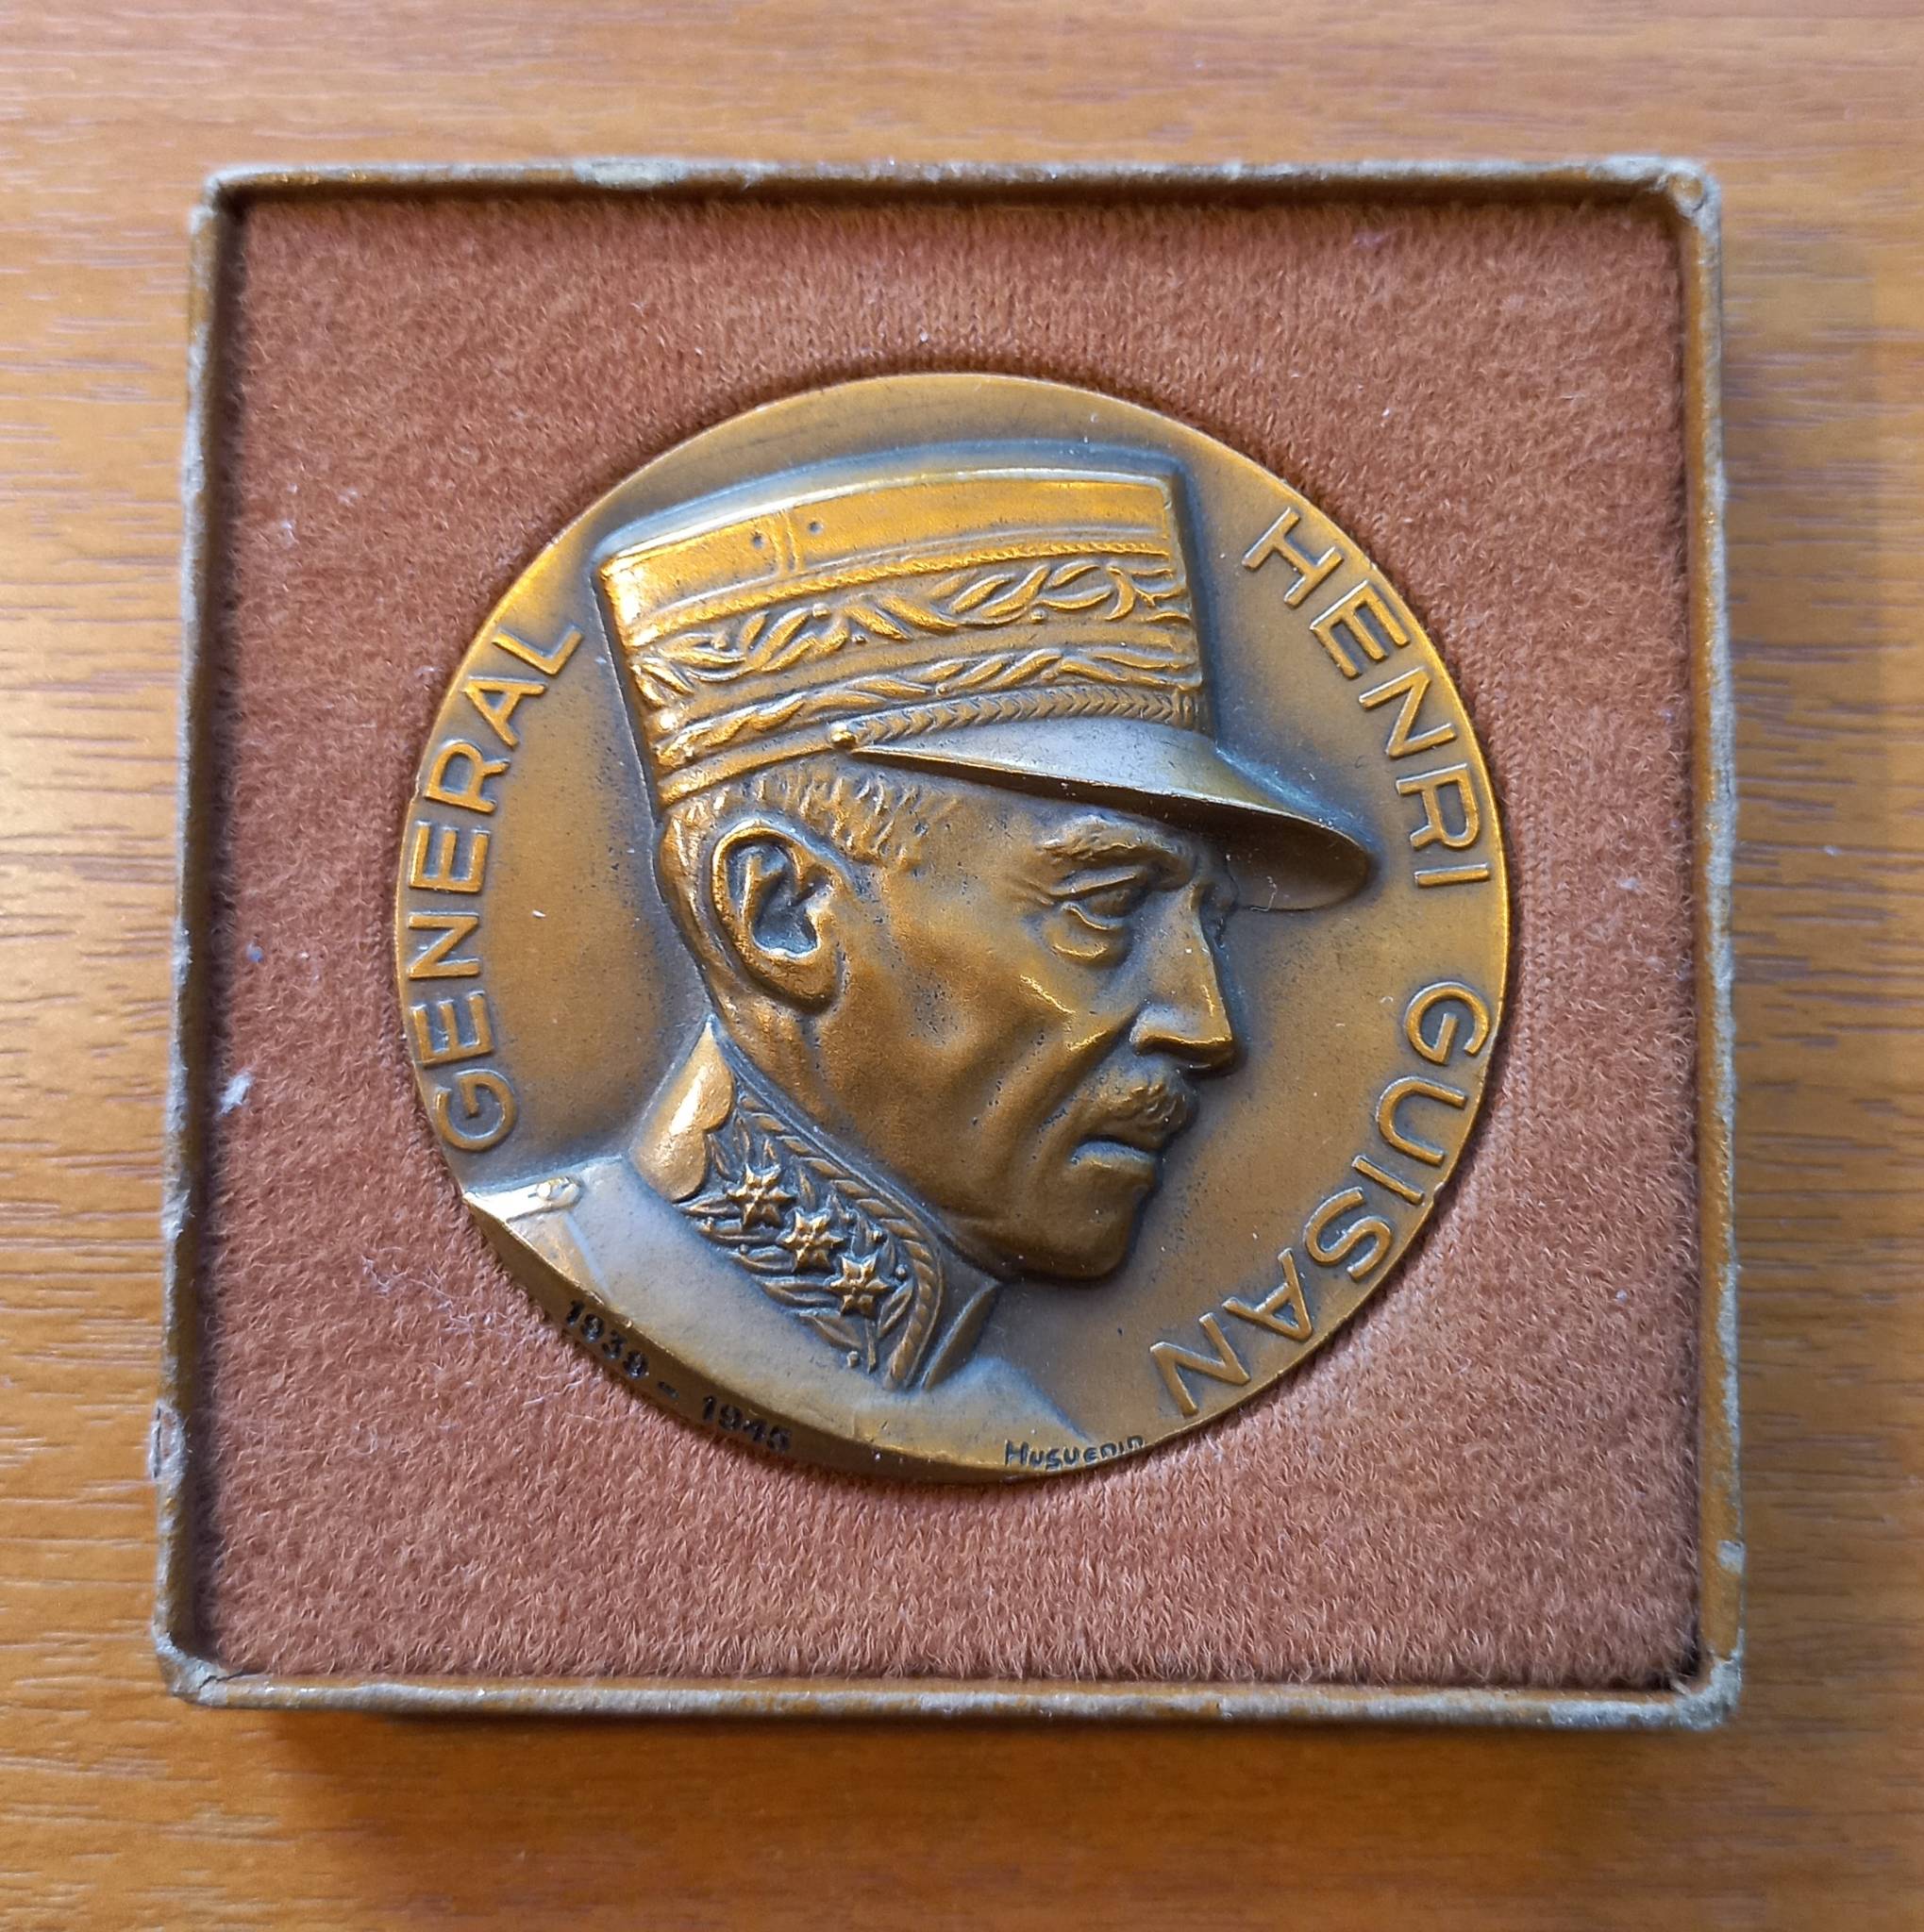 GENERAL HENRI GUISAN
1939 - 1945
HUGUENIN